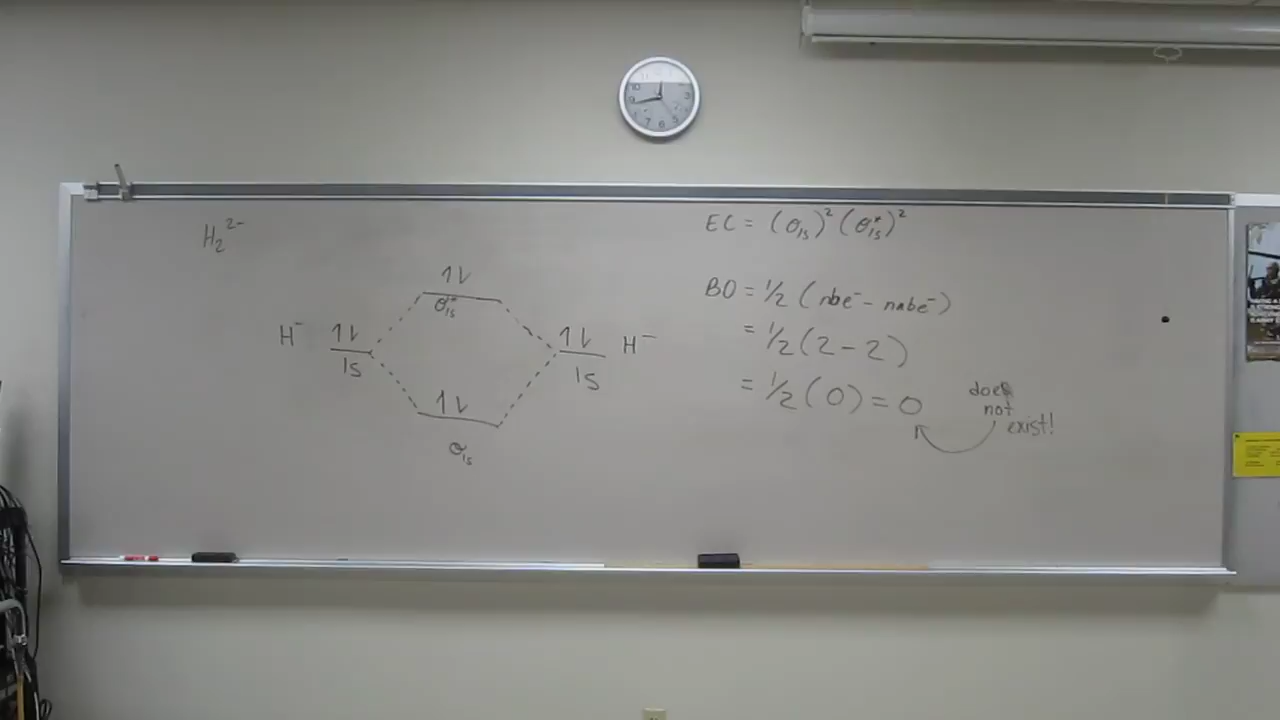 H₂²⁻
1⇂
σ*1s
H⁻ 1⇂
1s
1⇂ H⁻
1s
1⇂
σ1s
EC = (σ1s)² (σ*1s)²
BO = 1/2 (nbe⁻ - nabe⁻)
= 1/2 (2 - 2)
= 1/2 (0) = 0
does
not
exist!